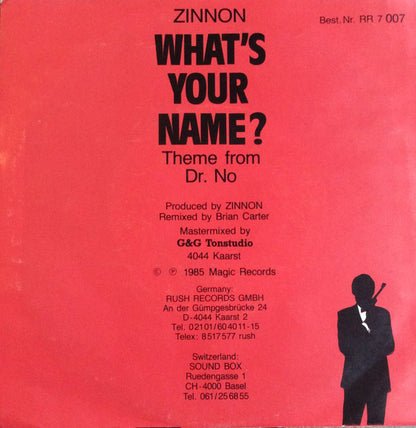 ZINNON
Best. Nr. RR 7 007
WHAT'S
YOUR
NAME?
Theme from
Dr. No
Produced by ZINNON
Remixed by Brian Carter
Mastermixed by
G&G Tonstudio
4044 Kaarst
© ℗ 1985 Magic Records
Germany:
RUSH RECORDS GMBH
An der Gümpgesbrücke 24
D-4044 Kaarst 2
Tel. 02101/604011-15
Telex: 8517577 rush
Switzerland:
SOUND BOX
Ruedengasse 1
CH-4000 Basel
Tel. 061/256855